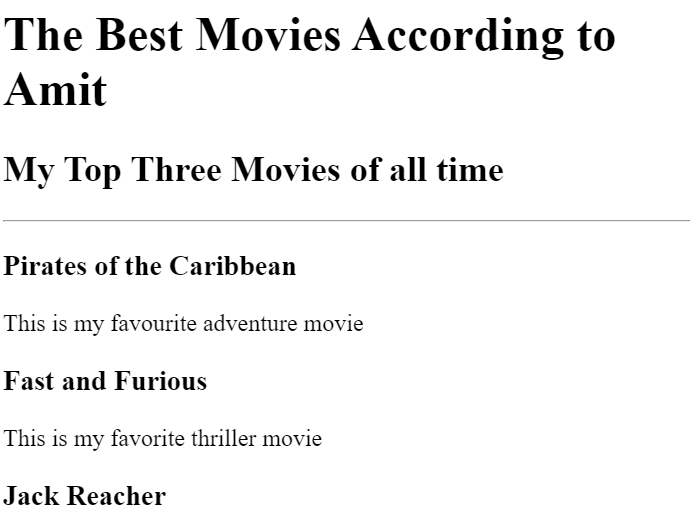 The Best Movies According to
Amit
My Top Three Movies of all time
Pirates of the Caribbean
This is my favourite adventure movie
Fast and Furious
This is my favorite thriller movie
Jack Reacher